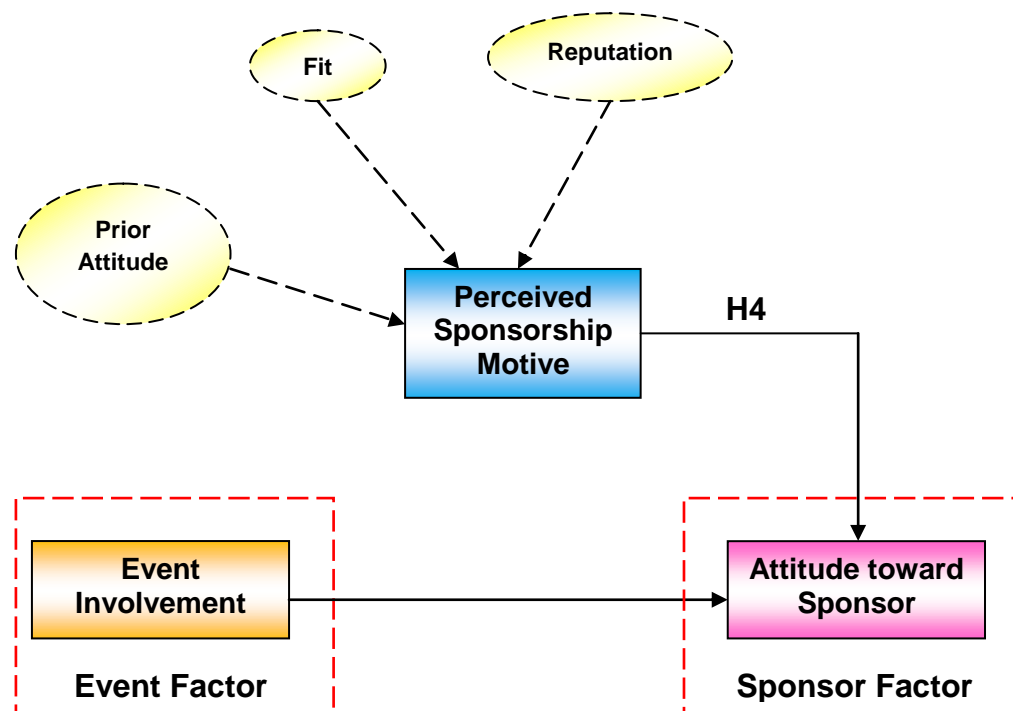 Fit
Reputation
Prior
Attitude
Perceived
Sponsorship
Motive
H4
Event
Involvement
Attitude toward
Sponsor
Event Factor
Sponsor Factor